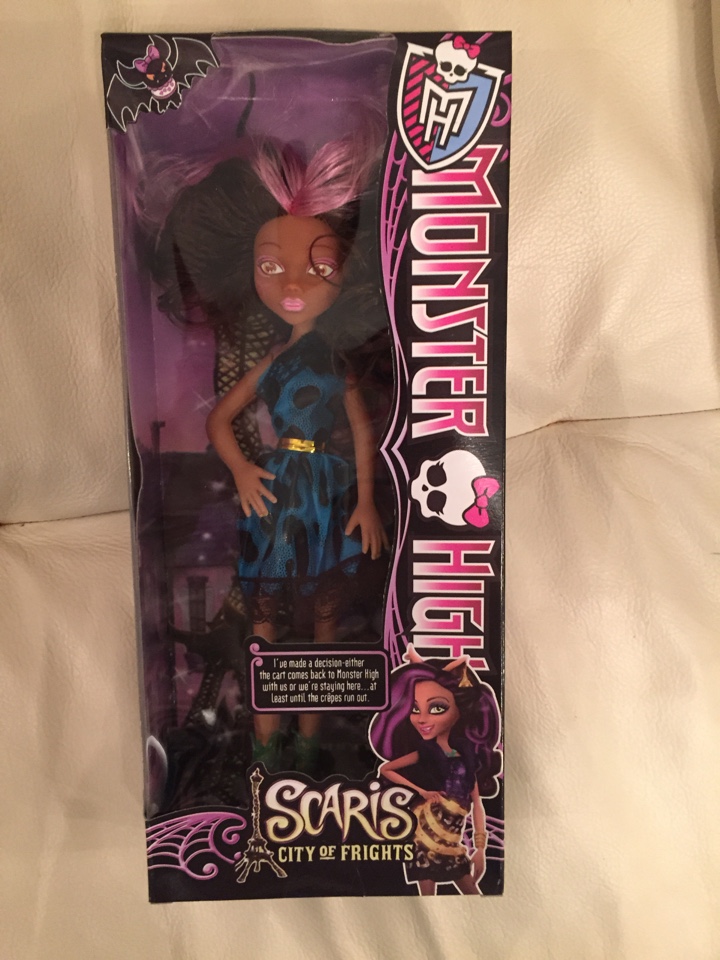 MH
MONSTER HIGH
I've made a decision-either
the cart comes back to Monster High
with us or we're staying here...at
least until the crêpes run out.
SCARIS
CITY OF FRIGHTS